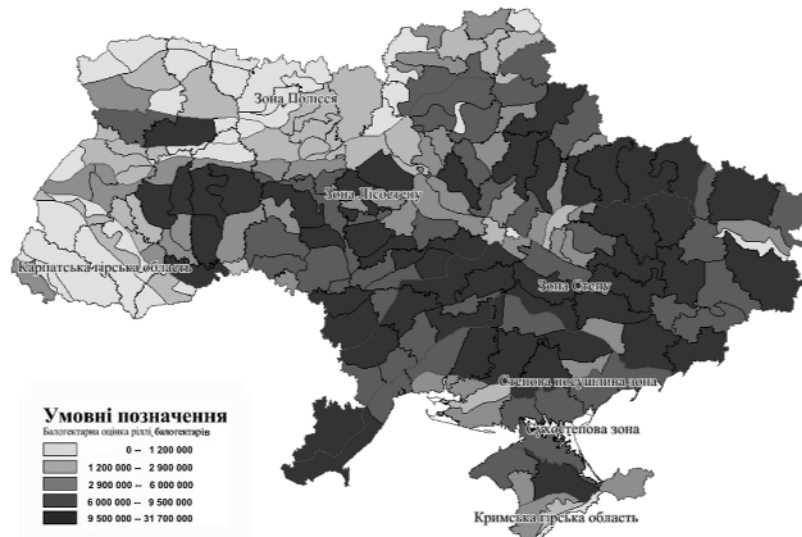 Зона Полісся
Зона Лісостепу
Карпатська гірська область
Зона Степу
Степова посушлива зона
Сухостепова зона
Кримська гірська область
Умовні позначення
Балогектарна оцінка ріллі, балогектарів
0 -- 1 200 000
1 200 000 -- 2 900 000
2 900 000 -- 6 000 000
6 000 000 -- 9 500 000
9 500 000 -- 31 700 000